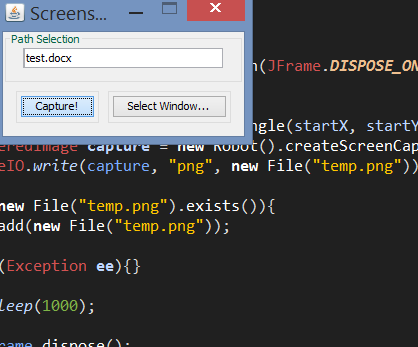 Screens...
Path Selection
test.docx
Capture!
Select Window...
(JFrame.DISPOSE_ON
ngle(startX, startY
eredImage capture = new Robot().createScreenCap
eIO.write(capture, "png", new File("temp.png"))
new File("temp.png").exists()){
add(new File("temp.png"));
(Exception ee){}
leep(1000);
rame.dispose();